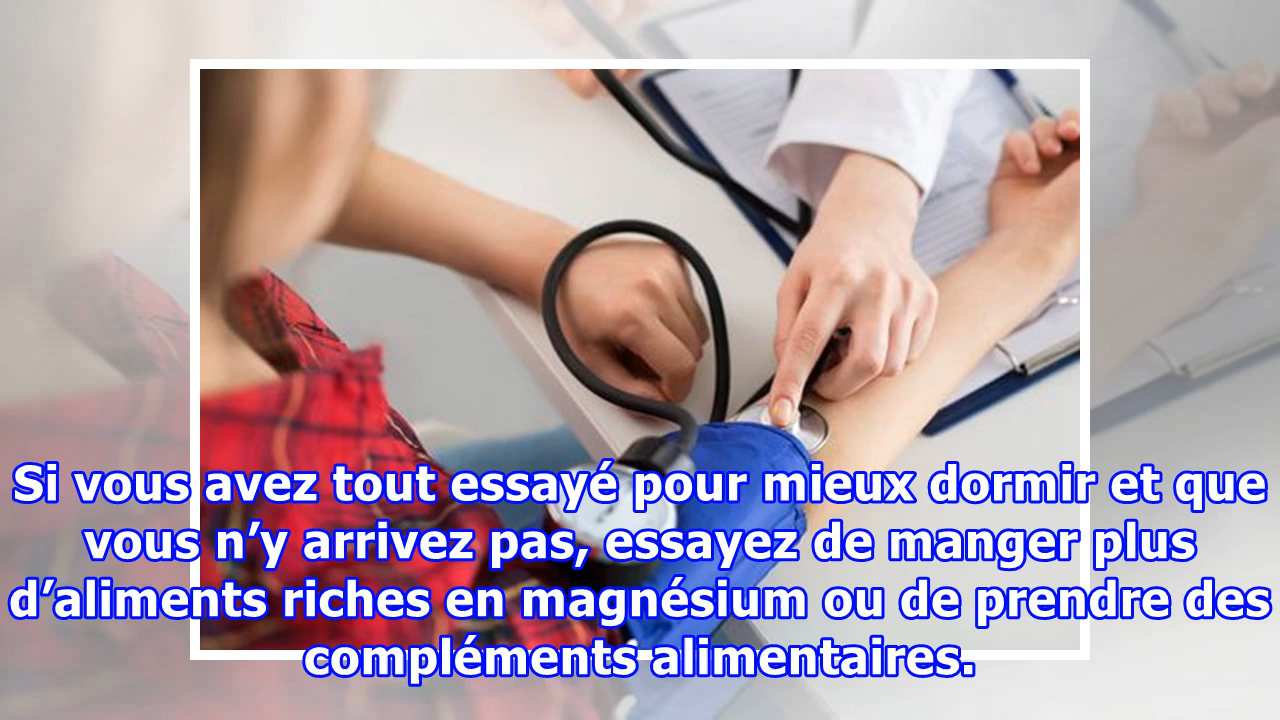 Si vous avez tout essayé pour mieux dormir et que
vous n’y arrivez pas, essayez de manger plus
d’aliments riches en magnésium ou de prendre des
compléments alimentaires.